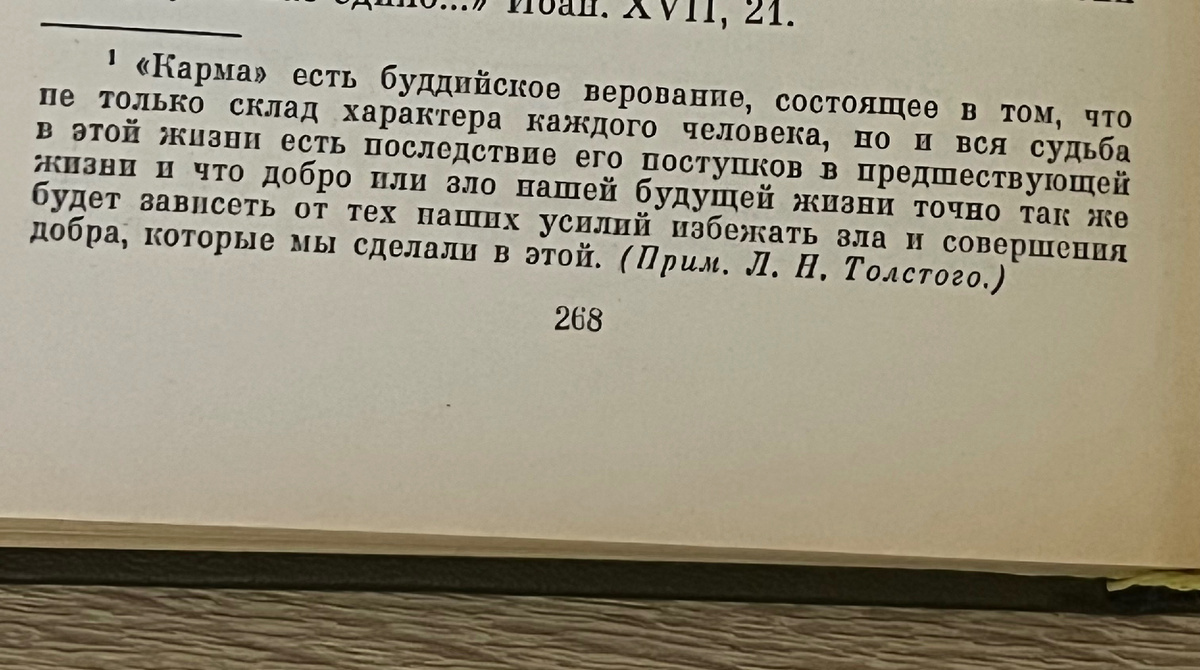 едино...» Иоан. XVII, 21.
¹ «Карма» есть буддийское верование, состоящее в том, что
не только склад характера каждого человека, но и вся судьба
в этой жизни есть последствие его поступков в предшествующей
жизни и что добро или зло нашей будущей жизни точно так же
будет зависеть от тех наших усилий избежать зла и совершения
добра, которые мы сделали в этой. (Прим. Л. Н. Толстого.)
268